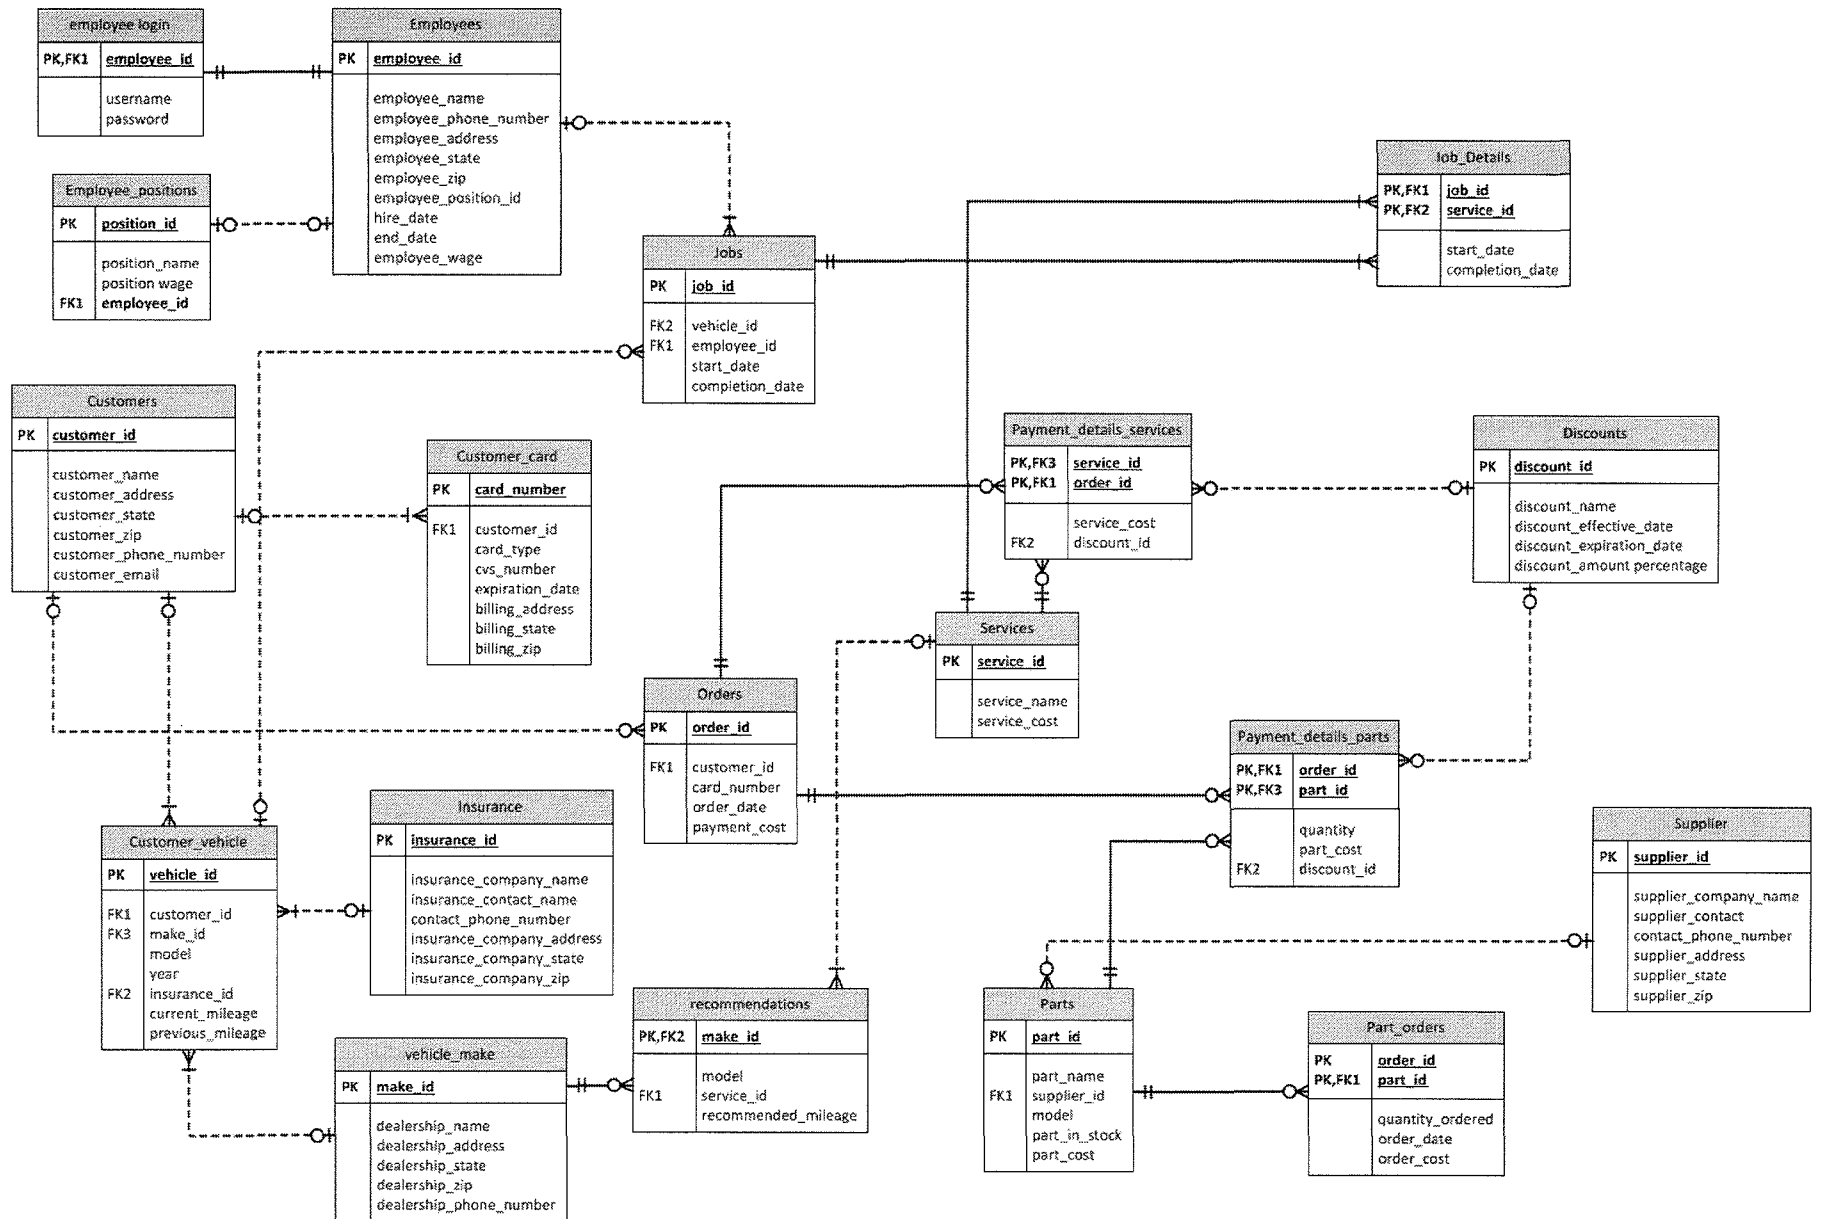 employee login
PK,FK1 employee_id
username
password
Employees
PK employee_id
employee_name
employee_phone_number
employee_address
employee_state
employee_zip
employee_position_id
hire_date
end_date
employee_wage
Employee_positions
PK position_id
position_name
position wage
FK1 employee_id
Job_Details
PK,FK1 job_id
PK,FK2 service_id
start_date
completion_date
Jobs
PK job_id
FK2 vehicle_id
FK1 employee_id
start_date
completion_date
Customers
PK customer_id
customer_name
customer_address
customer_state
customer_zip
customer_phone_number
customer_email
Customer_card
PK card_number
FK1 customer_id
card_type
cvs_number
expiration_date
billing_address
billing_state
billing_zip
Payment_details_services
PK,FK3 service_id
PK,FK1 order_id
service_cost
FK2 discount_id
Discounts
PK discount_id
discount_name
discount_effective_date
discount_expiration_date
discount_amount percentage
Services
PK service_id
service_name
service_cost
Orders
PK order_id
FK1 customer_id
card_number
order_date
payment_cost
Payment_details_parts
PK,FK1 order_id
PK,FK3 part_id
quantity
part_cost
FK2 discount_id
Insurance
PK insurance_id
insurance_company_name
insurance_contact_name
contact_phone_number
insurance_company_address
insurance_company_state
insurance_company_zip
Supplier
PK supplier_id
supplier_company_name
supplier_contact
contact_phone_number
supplier_address
supplier_state
supplier_zip
Customer_vehicle
PK vehicle_id
FK1 customer_id
FK3 make_id
model
year
FK2 insurance_id
current_mileage
previous_mileage
recommendations
PK,FK2 make_id
model
FK1 service_id
recommended_mileage
Parts
PK part_id
part_name
FK1 supplier_id
model
part_in_stock
part_cost
Part_orders
PK order_id
PK,FK1 part_id
quantity_ordered
order_date
order_cost
vehicle_make
PK make_id
dealership_name
dealership_address
dealership_state
dealership_zip
dealership_phone_number